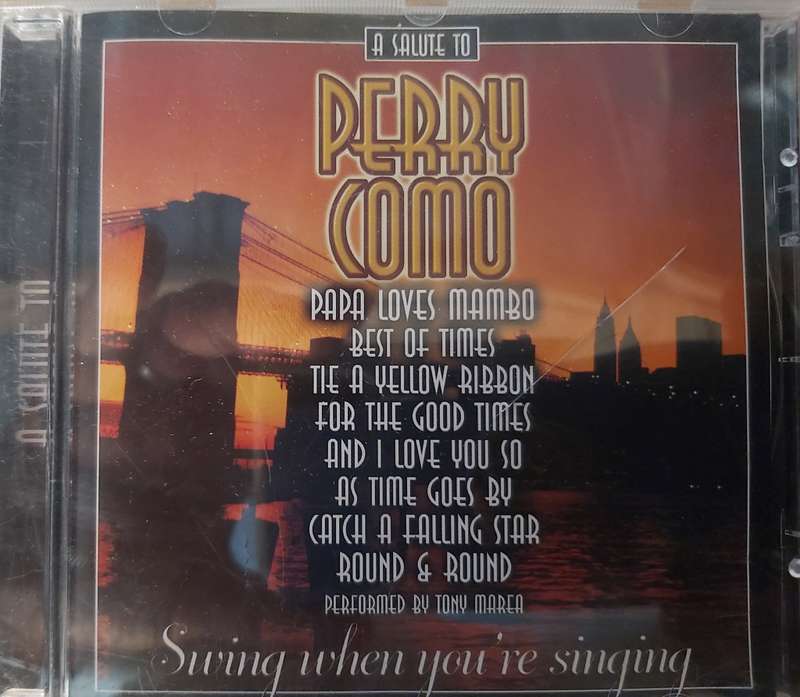 A SALUTE TO
PERRY
COMO
PAPA LOVES MAMBO
BEST OF TIMES
TIE A YELLOW RIBBON
FOR THE GOOD TIMES
AND I LOVE YOU SO
AS TIME GOES BY
CATCH A FALLING STAR
ROUND & ROUND
PERFORMED BY TONY MAREA
Swing when you're singing
A SALUTE TO